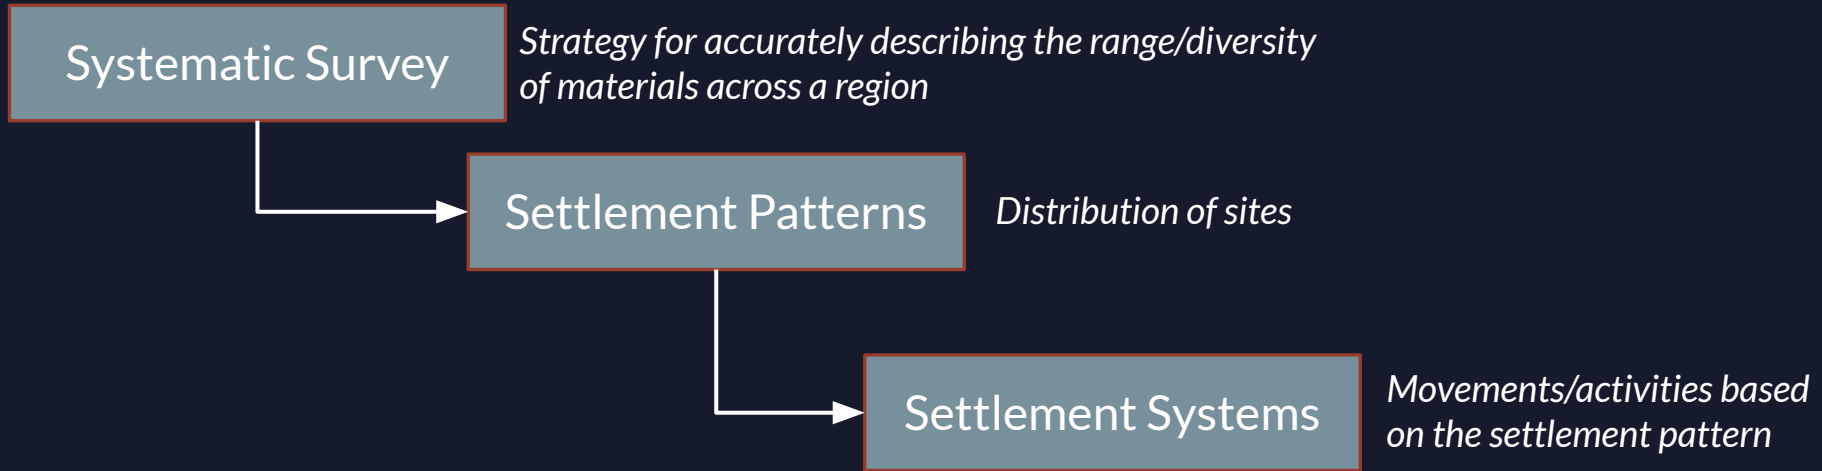 Systematic Survey
Strategy for accurately describing the range/diversity
of materials across a region
Settlement Patterns
Distribution of sites
Settlement Systems
Movements/activities based
on the settlement pattern